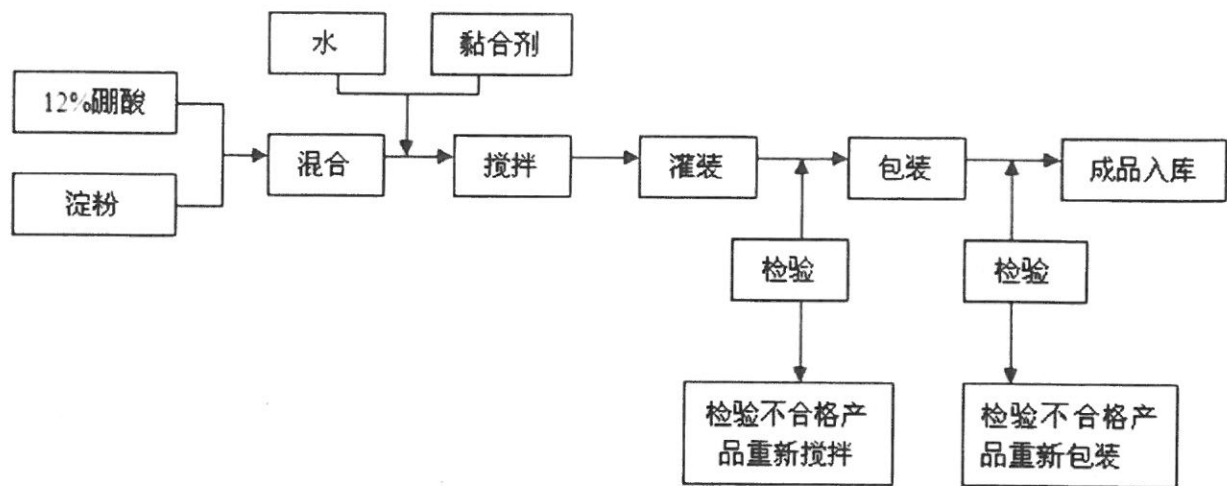 水
黏合剂
12%硼酸
淀粉
混合
搅拌
灌装
包装
成品入库
检验
检验
检验不合格产
品重新搅拌
检验不合格产
品重新包装